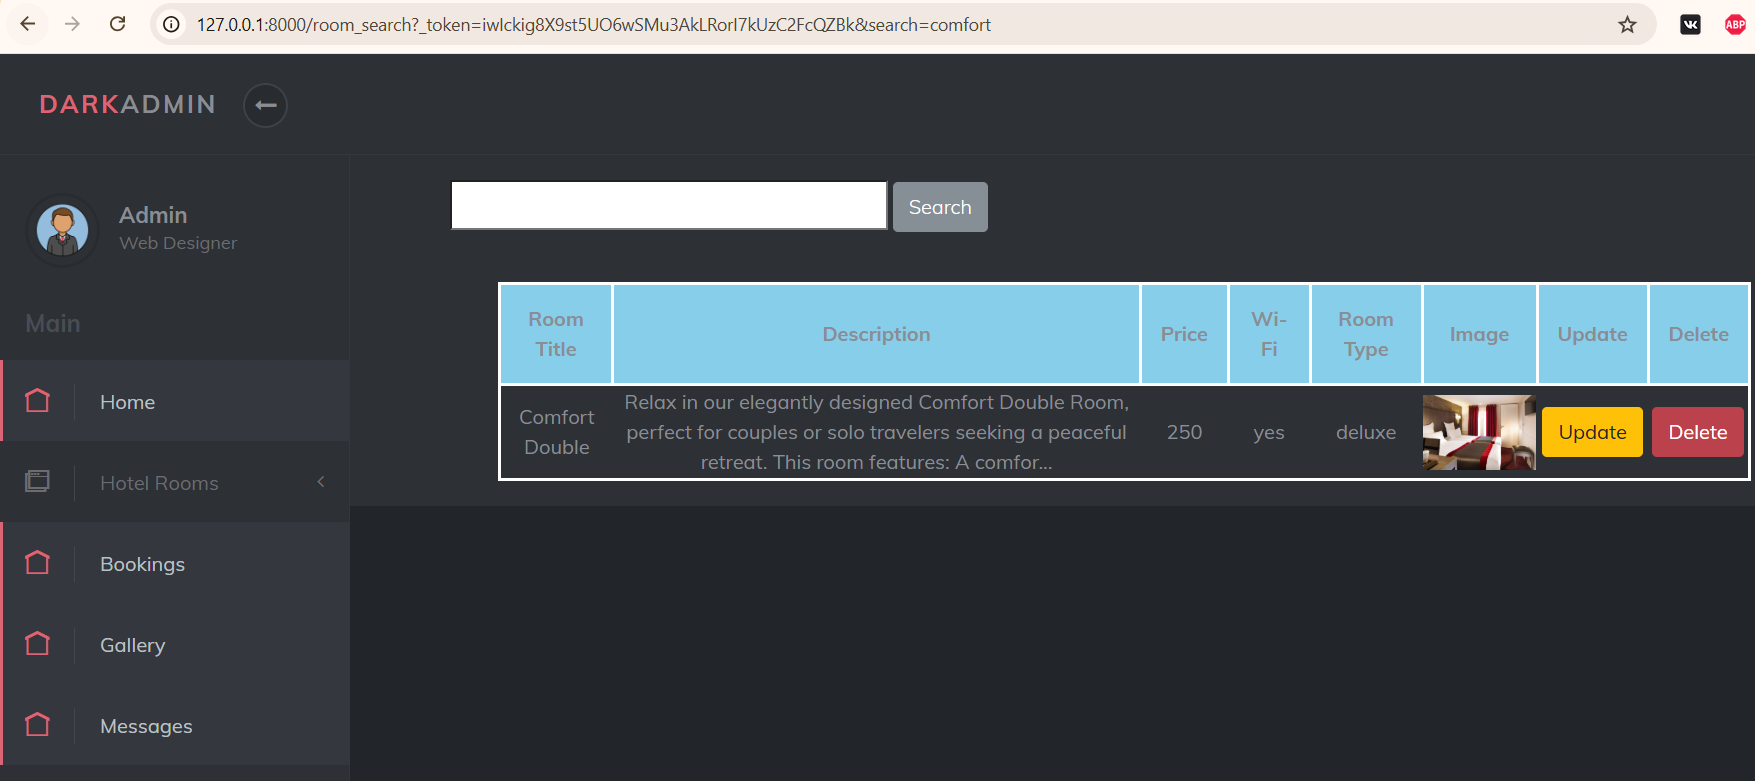 127.0.0.1:8000/room_search?_token=iwIckig8X9st5UO6wSMu3AkLRorI7kUzC2FcQZBk&search=comfort
ABP
DARKADMIN
Search
Admin
Web Designer
Main
Home
Hotel Rooms
Bookings
Gallery
Messages
Room Title
Description
Price
Wi-Fi
Room Type
Image
Update
Delete
Comfort Double
Relax in our elegantly designed Comfort Double Room,
perfect for couples or solo travelers seeking a peaceful
retreat. This room features: A comfor...
250
yes
deluxe
Update
Delete